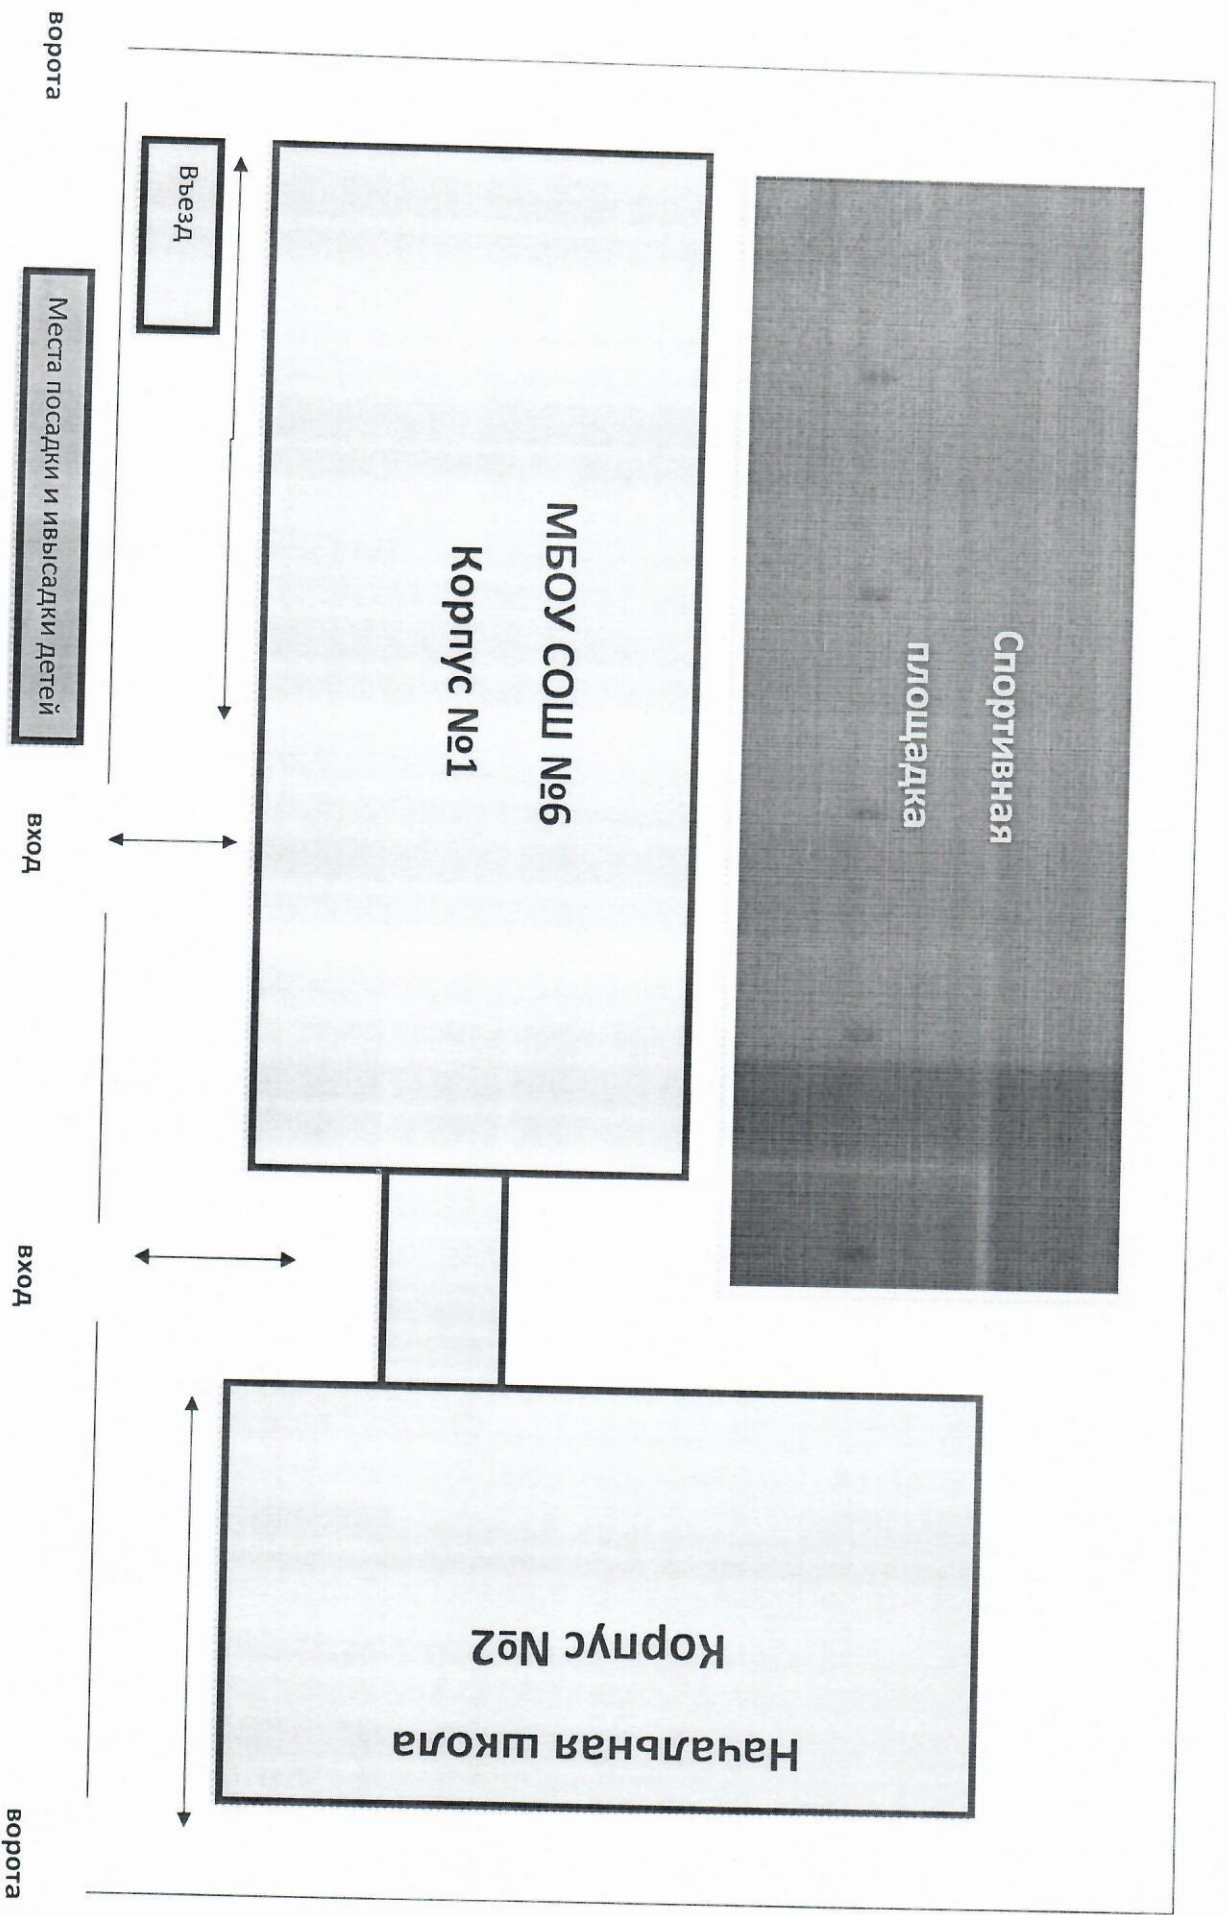 Спортивная
площадка
МБОУ СОШ №6
Корпус №1
Корпус №2
Начальная школа
Въезд
Места посадки и ивысадки детей
ворота
вход
вход
ворота